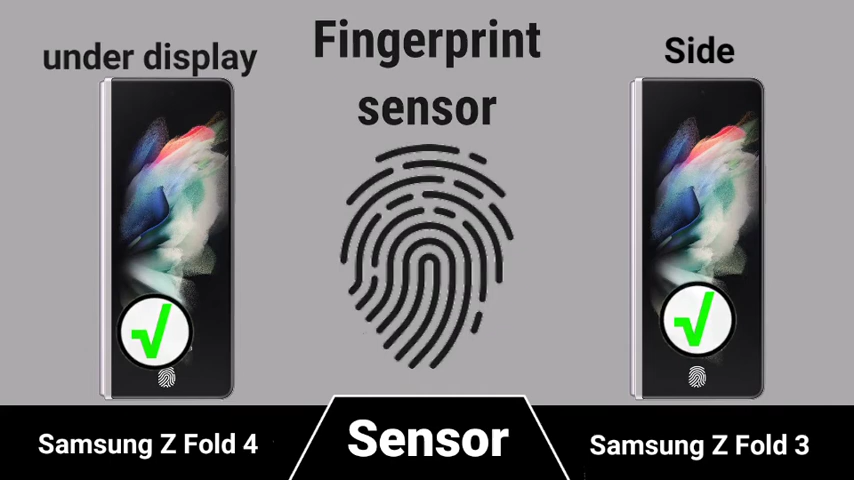 under display
Fingerprint
sensor
Side
Samsung Z Fold 4
Sensor
Samsung Z Fold 3